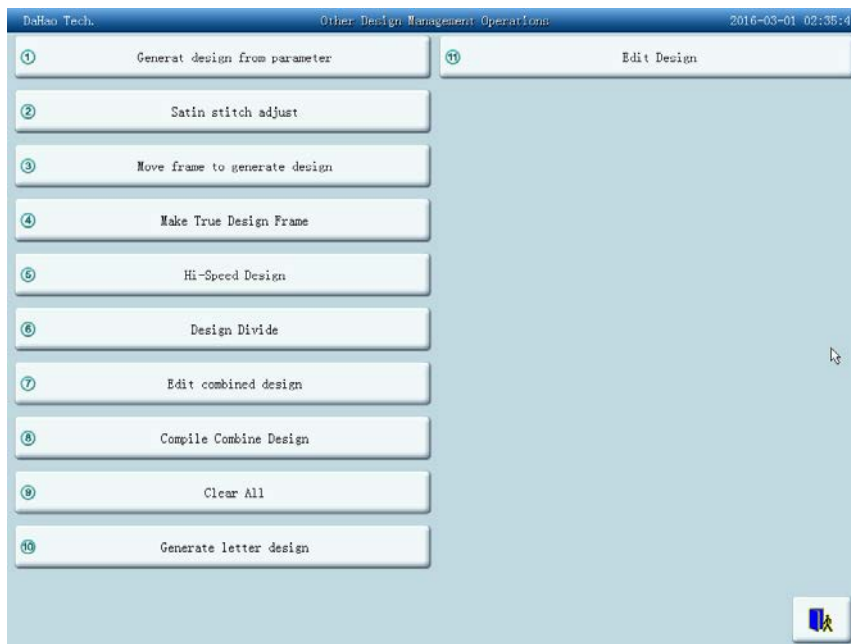 DaHao Tech. Other Design Management Operations 2016-03-01 02:35:4
① Generat design from parameter
② Satin stitch adjust
③ Move frame to generate design
④ Make True Design Frame
⑤ Hi-Speed Design
⑥ Design Divide
⑦ Edit combined design
⑧ Compile Combine Design
⑨ Clear All
⑩ Generate letter design
⑪ Edit Design